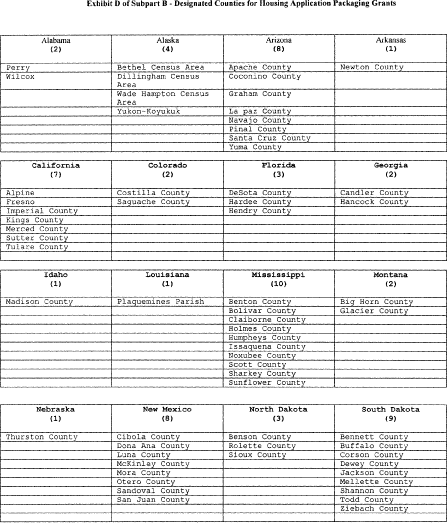 Exhibit D of Subpart B - Designated Counties for Housing Application Packaging Grants
Alabama Alaska Arizona Arkansas
(2) (4) (8) (1)
Perry Bethel Census Area Apache County Newton County
Wilcox Dillingham Census Coconino County
Area
Wade Hampton Census Graham County
Area
Yukon-Koyukuk La paz County
Navajo County
Pinal County
Santa Cruz County
Yuma County
California Colorado Florida Georgia
(7) (2) (3) (2)
Alpine Costilla County DeSota County Candler County
Fresno Saguache County Hardee County Hancock County
Imperial County Hendry County
Kings County
Merced County
Sutter County
Tulare County
Idaho Louisiana Mississippi Montana
(1) (1) (10) (2)
Madison County Plaquemines Parish Benton County Big Horn County
Bolivar County Glacier County
Claiborne County
Holmes County
Humpheys County
Issaquena County
Noxubee County
Scott County
Sharkey County
Sunflower County
Nebraska New Mexico North Dakota South Dakota
(1) (8) (3) (9)
Thurston County Cibola County Benson County Bennett County
Dona Ana County Rolette County Buffalo County
Luna County Sioux County Corson County
McKinley County Dewey County
Mora County Jackson County
Otero County Mellette County
Sandoval County Shannon County
San Juan County Todd County
Ziebach County